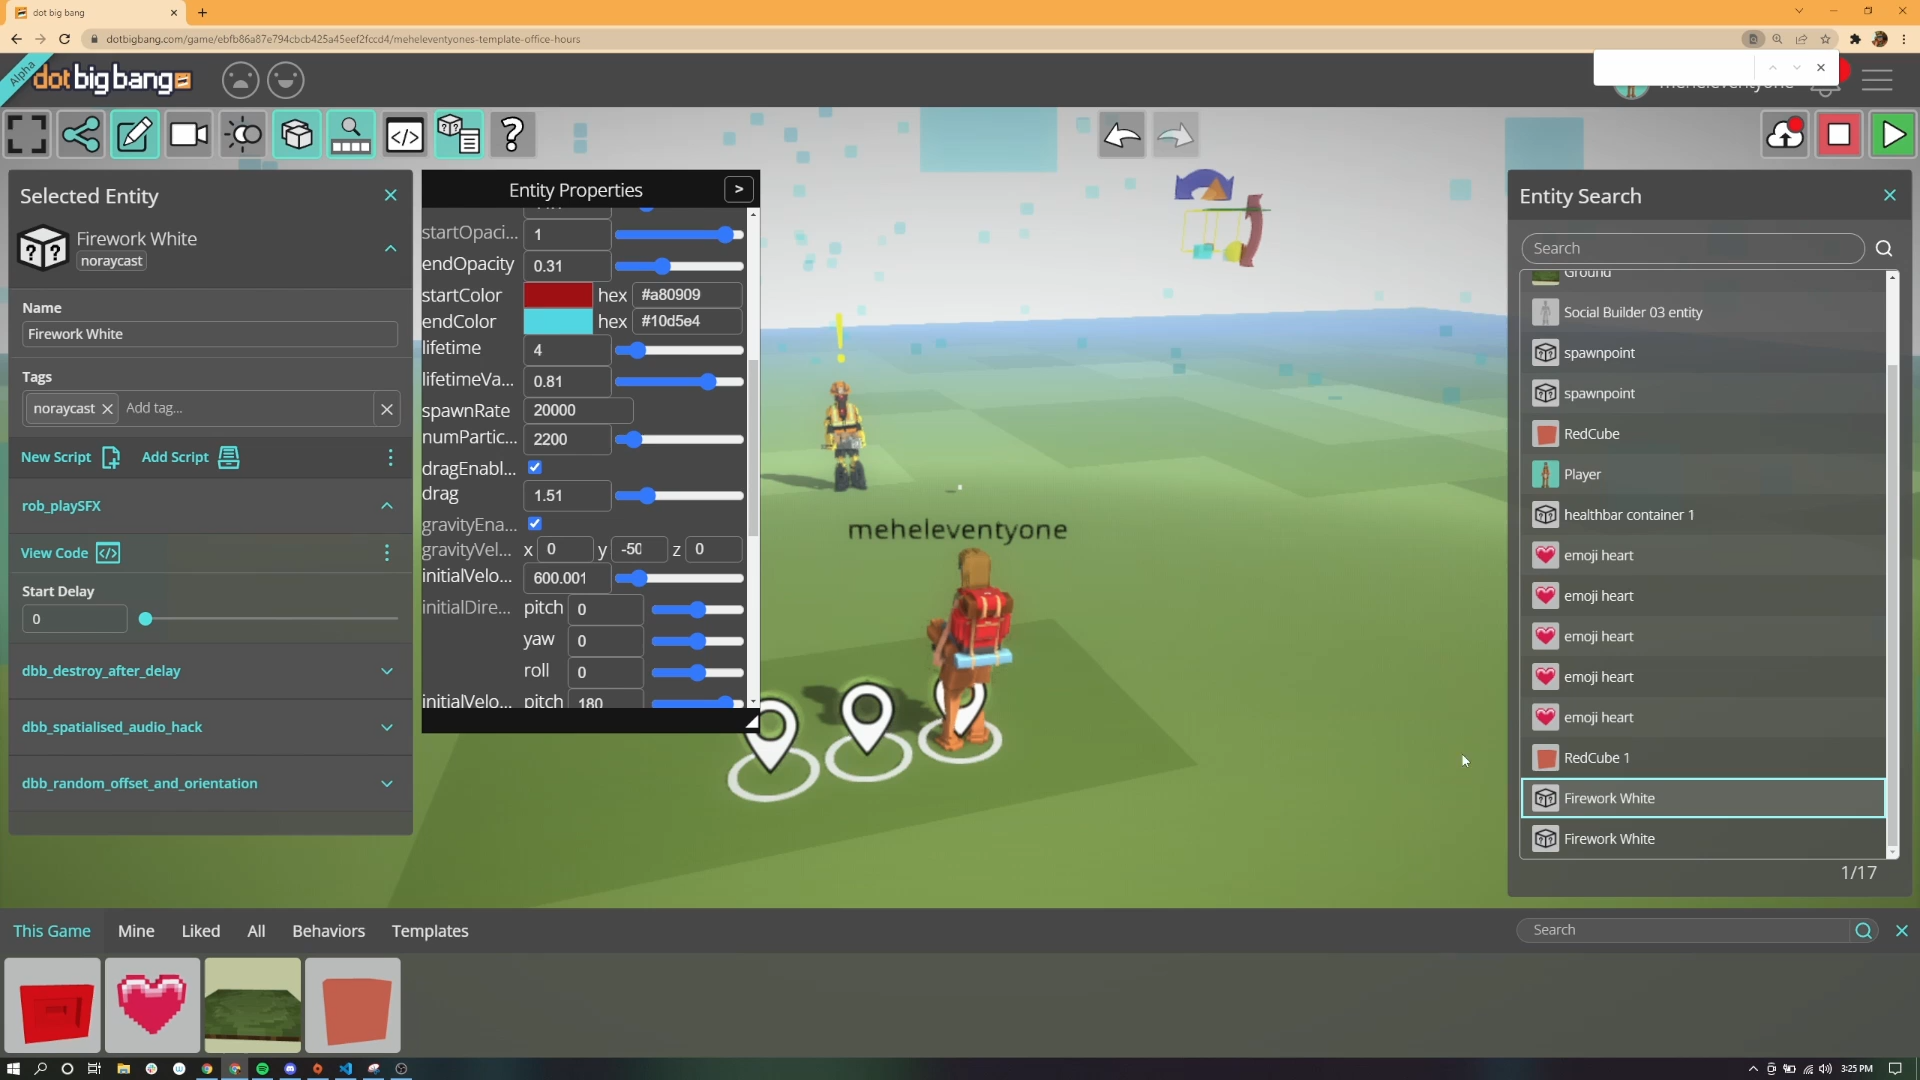 dot big bang
dotbigbang.com/game/ebfb86a87e794cbcb425a45eef2fccd4/meheleventyones-template-office-hours
Alpha
dotbigbang
meheleventyone
Selected Entity
Firework White
noraycast
Name
Firework White
Tags
noraycast
Add tag...
New Script
Add Script
rob_playSFX
View Code
Start Delay
0
dbb_destroy_after_delay
dbb_spatialised_audio_hack
dbb_random_offset_and_orientation
Entity Properties
>
startOpaci... 1
endOpacity 0.31
startColor hex #a80909
endColor hex #10d5e4
lifetime 4
lifetimeVa... 0.81
spawnRate 20000
numPartic... 2200
dragEnabl...
drag 1.51
gravityEna...
gravityVel... x 0 y -50 z 0
initialVelo... 600.001
initialDire... pitch 0
yaw 0
roll 0
initialVelo... pitch 180
meheleventyone
Entity Search
Search
Ground
Social Builder 03 entity
spawnpoint
spawnpoint
RedCube
Player
healthbar container 1
emoji heart
emoji heart
emoji heart
emoji heart
emoji heart
RedCube 1
Firework White
Firework White
1/17
This Game
Mine
Liked
All
Behaviors
Templates
Search
3:25 PM